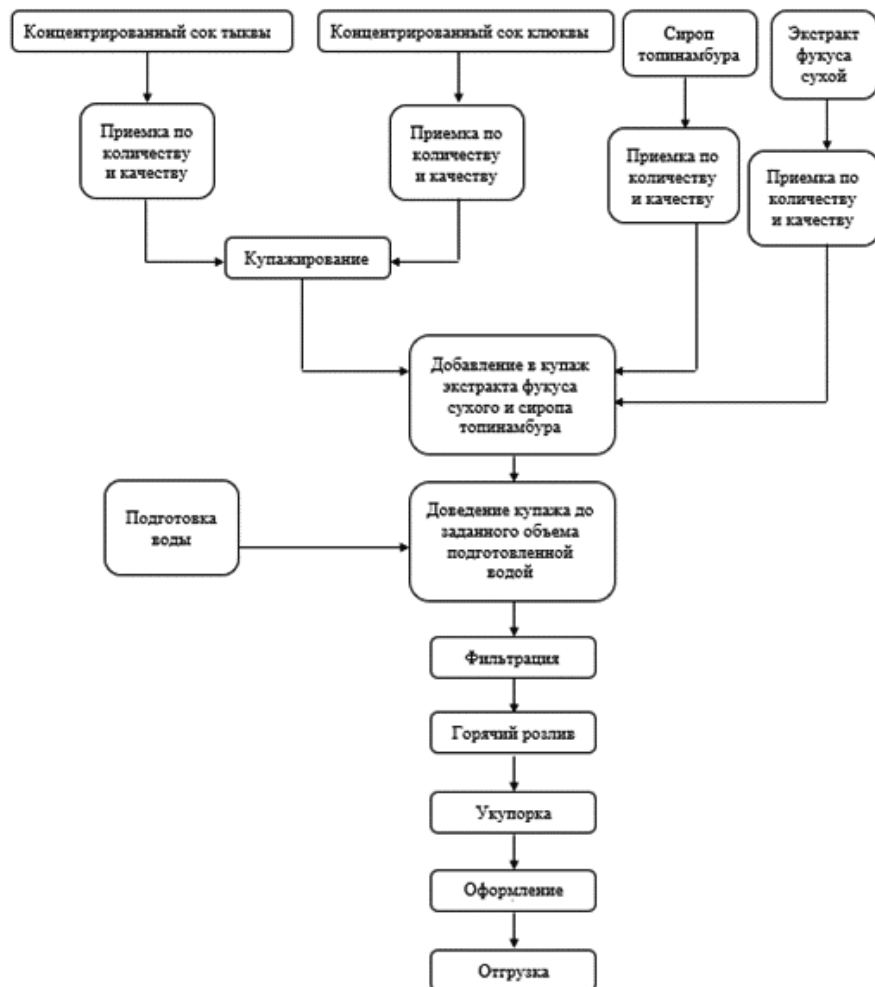 Концентрированный сок тыквы
Концентрированный сок клюквы
Сироп
топинамбура
Экстракт
фукуса
сухой
Приемка по
количеству
и качеству
Приемка по
количеству
и качеству
Приемка по
количеству
и качеству
Приемка по
количеству
и качеству
Купажирование
Добавление в купаж
экстракта фукуса
сухого и сиропа
топинамбура
Подготовка
воды
Доведение купажа до
заданного объема
подготовленной
водой
Фильтрация
Горячий розлив
Укупорка
Оформление
Отгрузка